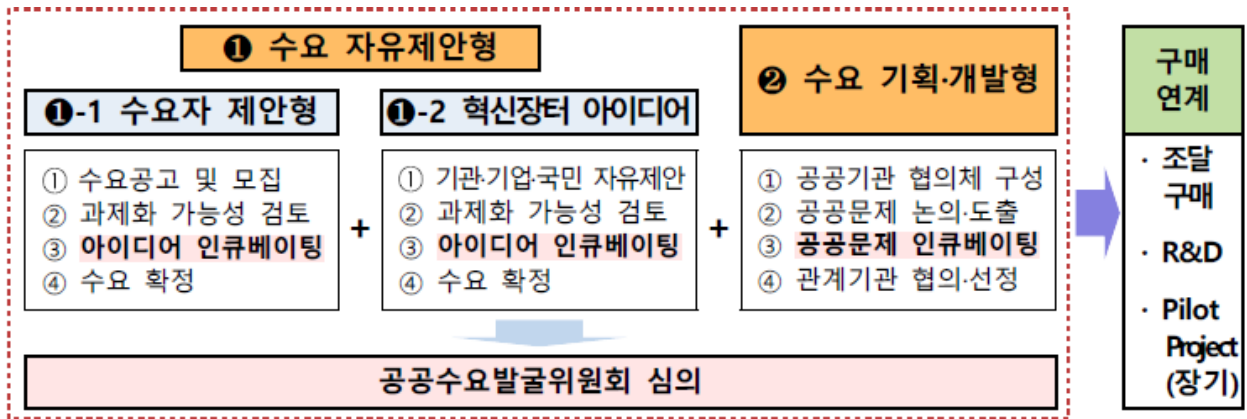 ❶ 수요 자유제안형
❶-1 수요자 제안형
① 수요공고 및 모집
② 과제화 가능성 검토
③ 아이디어 인큐베이팅
④ 수요 확정
+
❶-2 혁신장터 아이디어
① 기관·기업·국민 자유제안
② 과제화 가능성 검토
③ 아이디어 인큐베이팅
④ 수요 확정
+
❷ 수요 기획·개발형
① 공공기관 협의체 구성
② 공공문제 논의·도출
③ 공공문제 인큐베이팅
④ 관계기관 협의·선정
공공수요발굴위원회 심의
구매
연계
· 조달
구매
· R&D
· Pilot
Project
(장기)